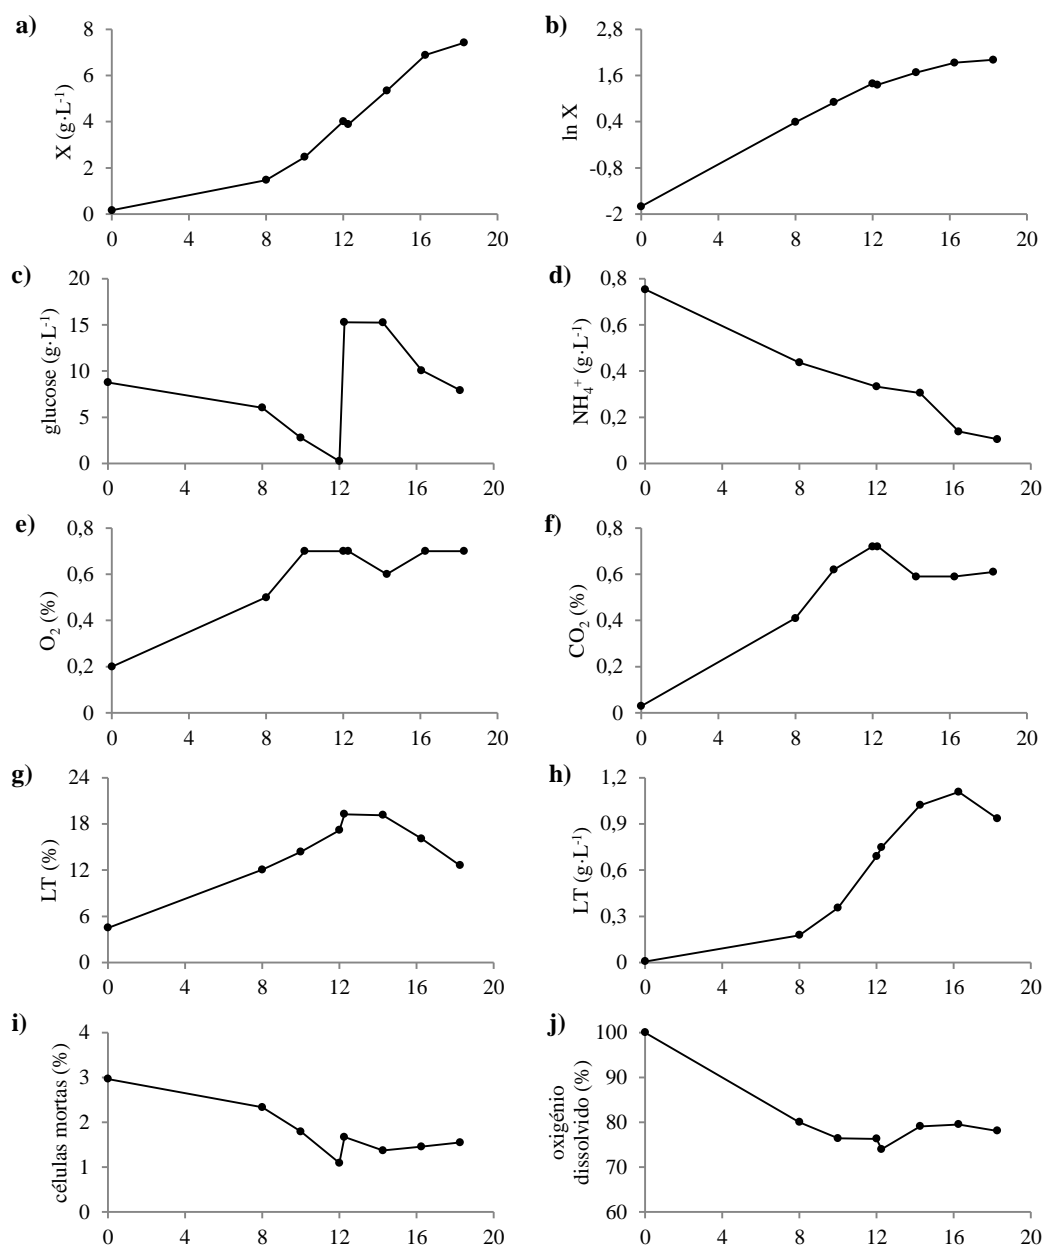 a)
X (g·L⁻¹)
8
6
4
2
0
0 4 8 12 16 20
b)
ln X
2,8
1,6
0,4
-0,8
-2
0 4 8 12 16 20
c)
glucose (g·L⁻¹)
20
15
10
5
0
0 4 8 12 16 20
d)
NH₄⁺ (g·L⁻¹)
0,8
0,6
0,4
0,2
0
0 4 8 12 16 20
e)
O₂ (%)
0,8
0,6
0,4
0,2
0
0 4 8 12 16 20
f)
CO₂ (%)
0,8
0,6
0,4
0,2
0
0 4 8 12 16 20
g)
LT (%)
24
18
12
6
0
0 4 8 12 16 20
h)
LT (g·L⁻¹)
1,2
0,9
0,6
0,3
0
0 4 8 12 16 20
i)
células mortas (%)
4
3
2
1
0
0 4 8 12 16 20
j)
oxigénio
dissolvido (%)
100
90
80
70
60
0 4 8 12 16 20